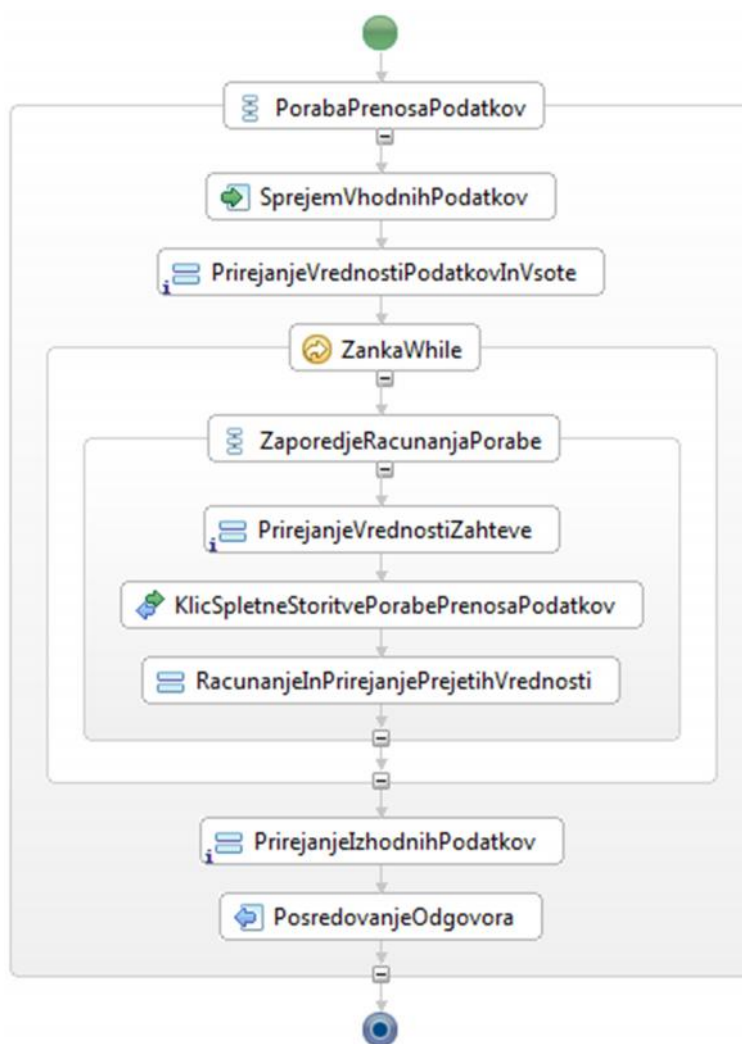 PorabaPrenosaPodatkov
SprejemVhodnihPodatkov
PrirejanjeVrednostiPodatkovInVsote
ZankaWhile
ZaporedjeRacunanjaPorabe
PrirejanjeVrednostiZahteve
KlicSpletneStoritvePorabePrenosaPodatkov
RacunanjeInPrirejanjePrejetihVrednosti
PrirejanjeIzhodnihPodatkov
PosredovanjeOdgovora